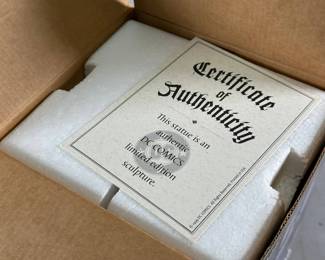 Certificate
of
Authenticity
This statue is an
authentic
DC COMICS
limited edition
sculpture.